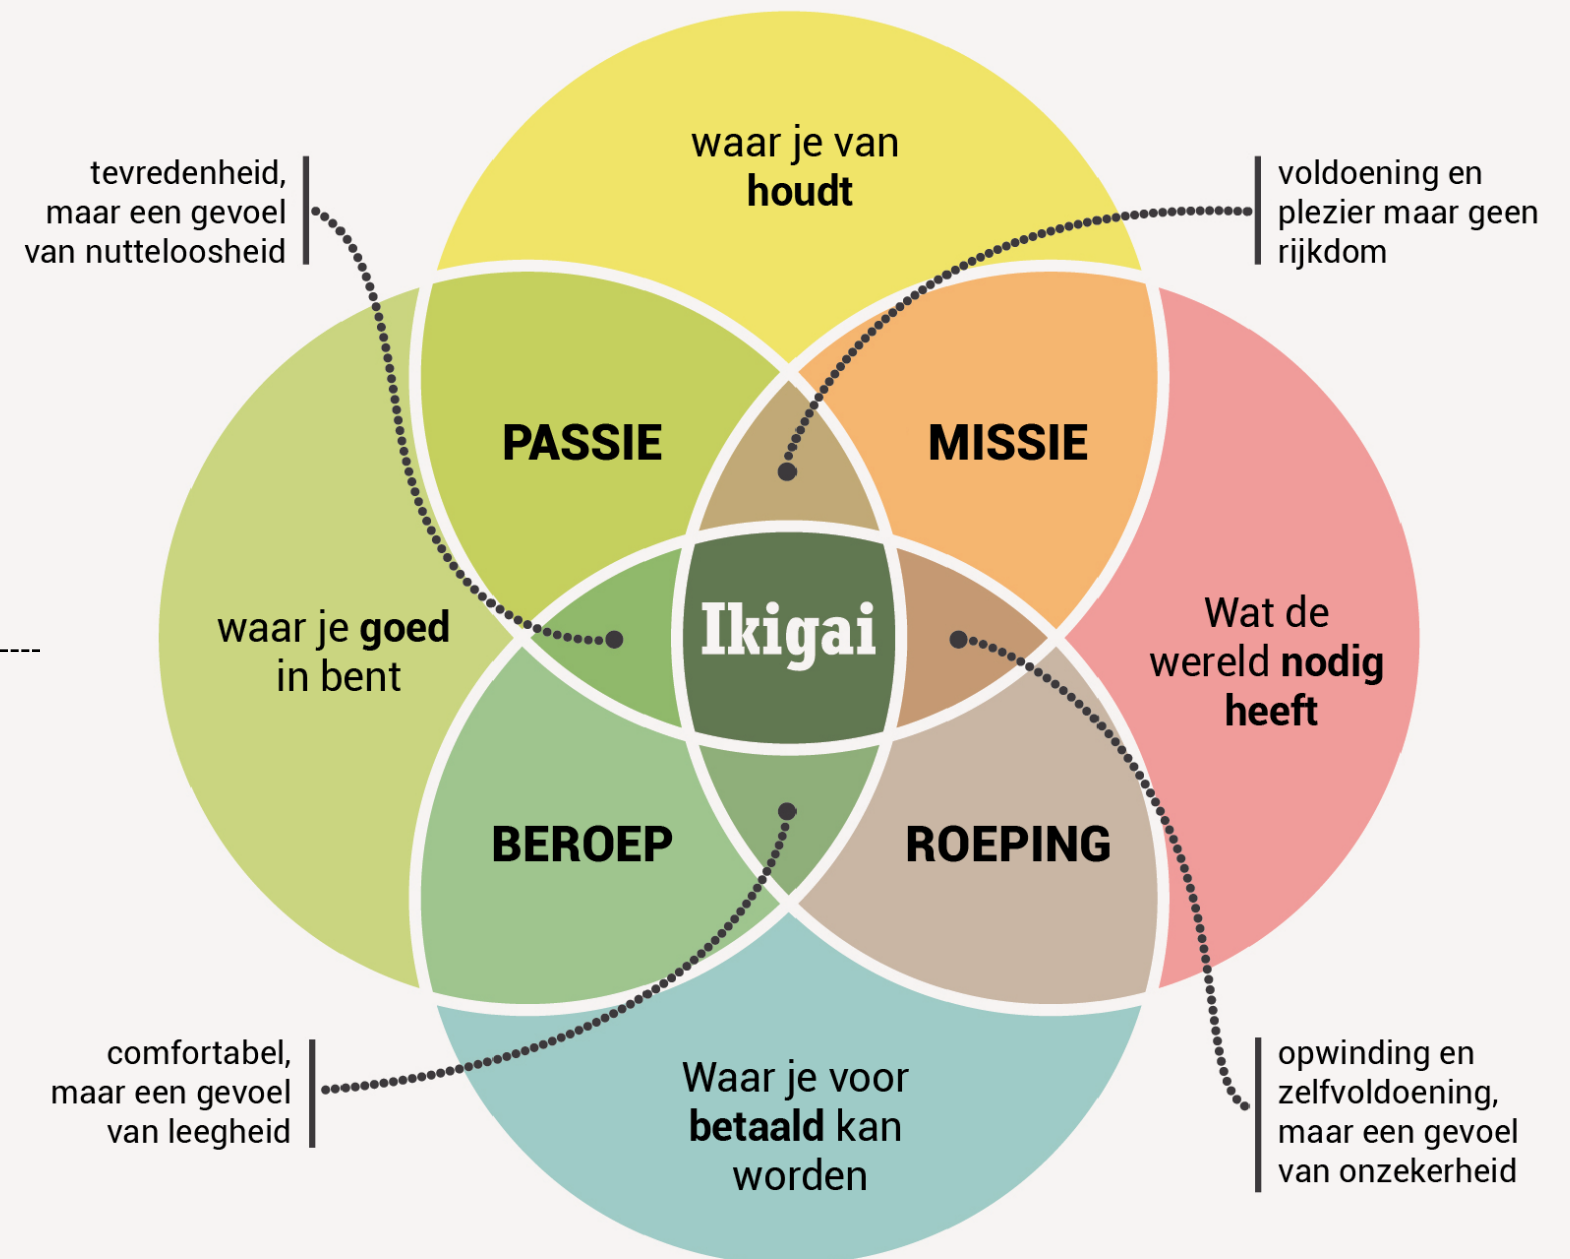 waar je van
houdt
tevredenheid,
maar een gevoel
van nutteloosheid
voldoening en
plezier maar geen
rijkdom
PASSIE
MISSIE
waar je goed
in bent
Ikigai
Wat de
wereld nodig
heeft
BEROEP
ROEPING
comfortabel,
maar een gevoel
van leegheid
Waar je voor
betaald kan
worden
opwinding en
zelfvoldoening,
maar een gevoel
van onzekerheid